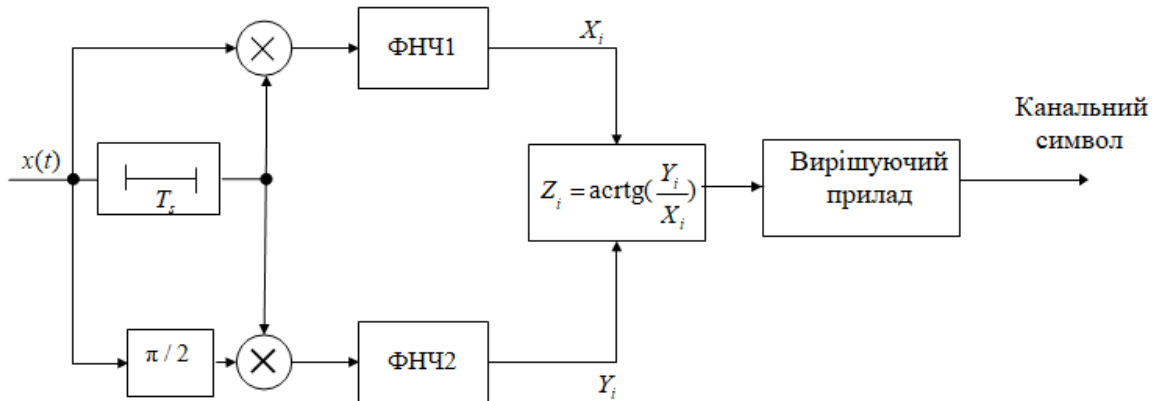 ФНЧ1
X_i
Канальний
символ
x(t)
T_s
Z_i = acrtg(Y_i / X_i)
Вирішуючий
прилад
π / 2
ФНЧ2
Y_i